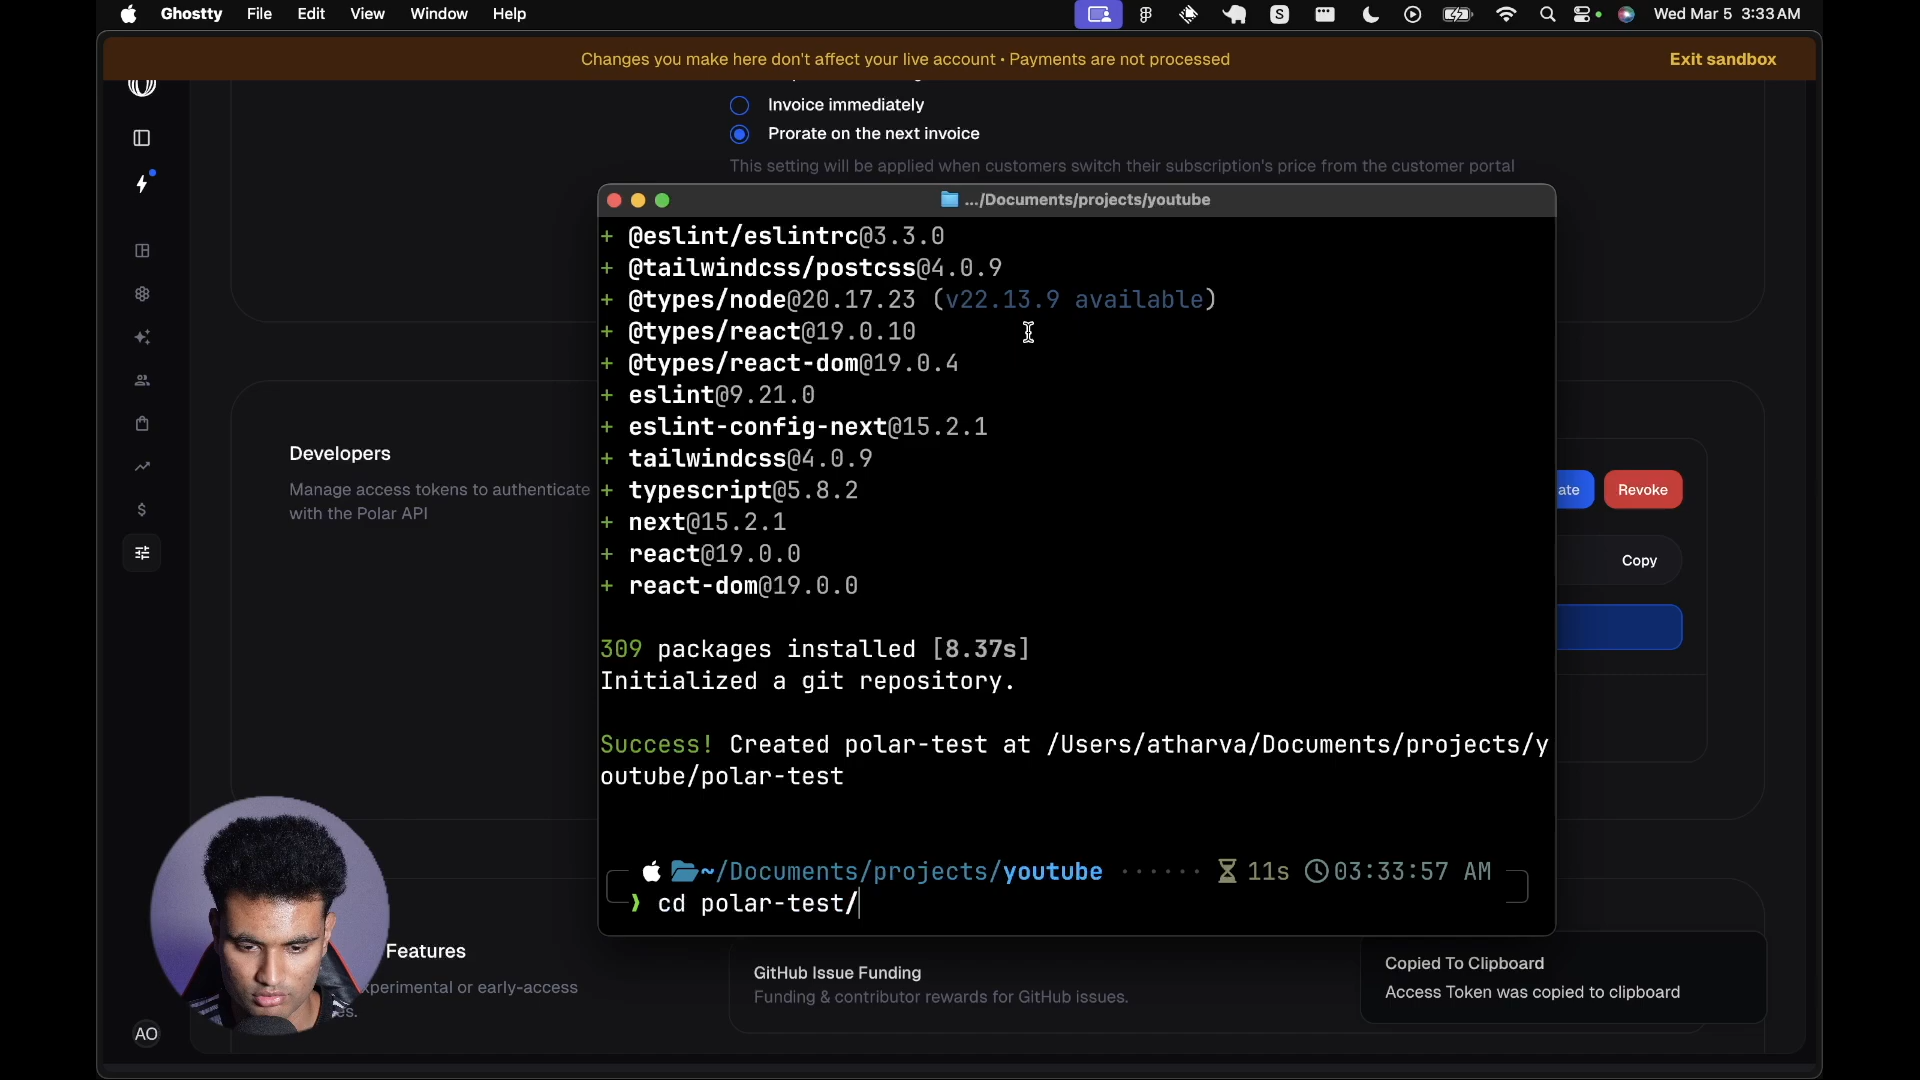 Ghostty File Edit View Window Help
S
Wed Mar 5 3:33 AM
Changes you make here don't affect your live account • Payments are not processed
Exit sandbox
Invoice immediately
Prorate on the next invoice
This setting will be applied when customers switch their subscription's price from the customer portal
.../Documents/projects/youtube
+ @eslint/eslintrc@3.3.0
+ @tailwindcss/postcss@4.0.9
+ @types/node@20.17.23 (v22.13.9 available)
+ @types/react@19.0.10
+ @types/react-dom@19.0.4
+ eslint@9.21.0
+ eslint-config-next@15.2.1
+ tailwindcss@4.0.9
+ typescript@5.8.2
+ next@15.2.1
+ react@19.0.0
+ react-dom@19.0.0
309 packages installed [8.37s]
Initialized a git repository.
Success! Created polar-test at /Users/atharva/Documents/projects/y
outube/polar-test
~/Documents/projects/youtube ······ 11s 03:33:57 AM
❯ cd polar-test/
Developers
Manage access tokens to authenticate
with the Polar API
ate
Revoke
Copy
Features
xperimental or early-access
es.
GitHub Issue Funding
Funding & contributor rewards for GitHub issues.
Copied To Clipboard
Access Token was copied to clipboard
AO